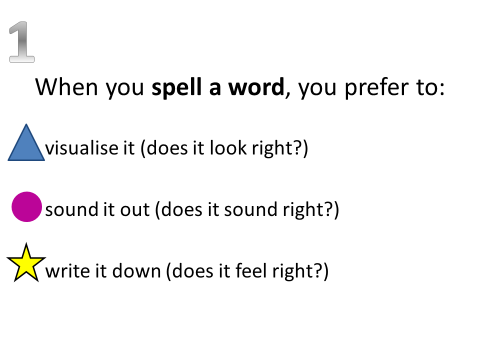 1
When you spell a word, you prefer to:
visualise it (does it look right?)
sound it out (does it sound right?)
write it down (does it feel right?)